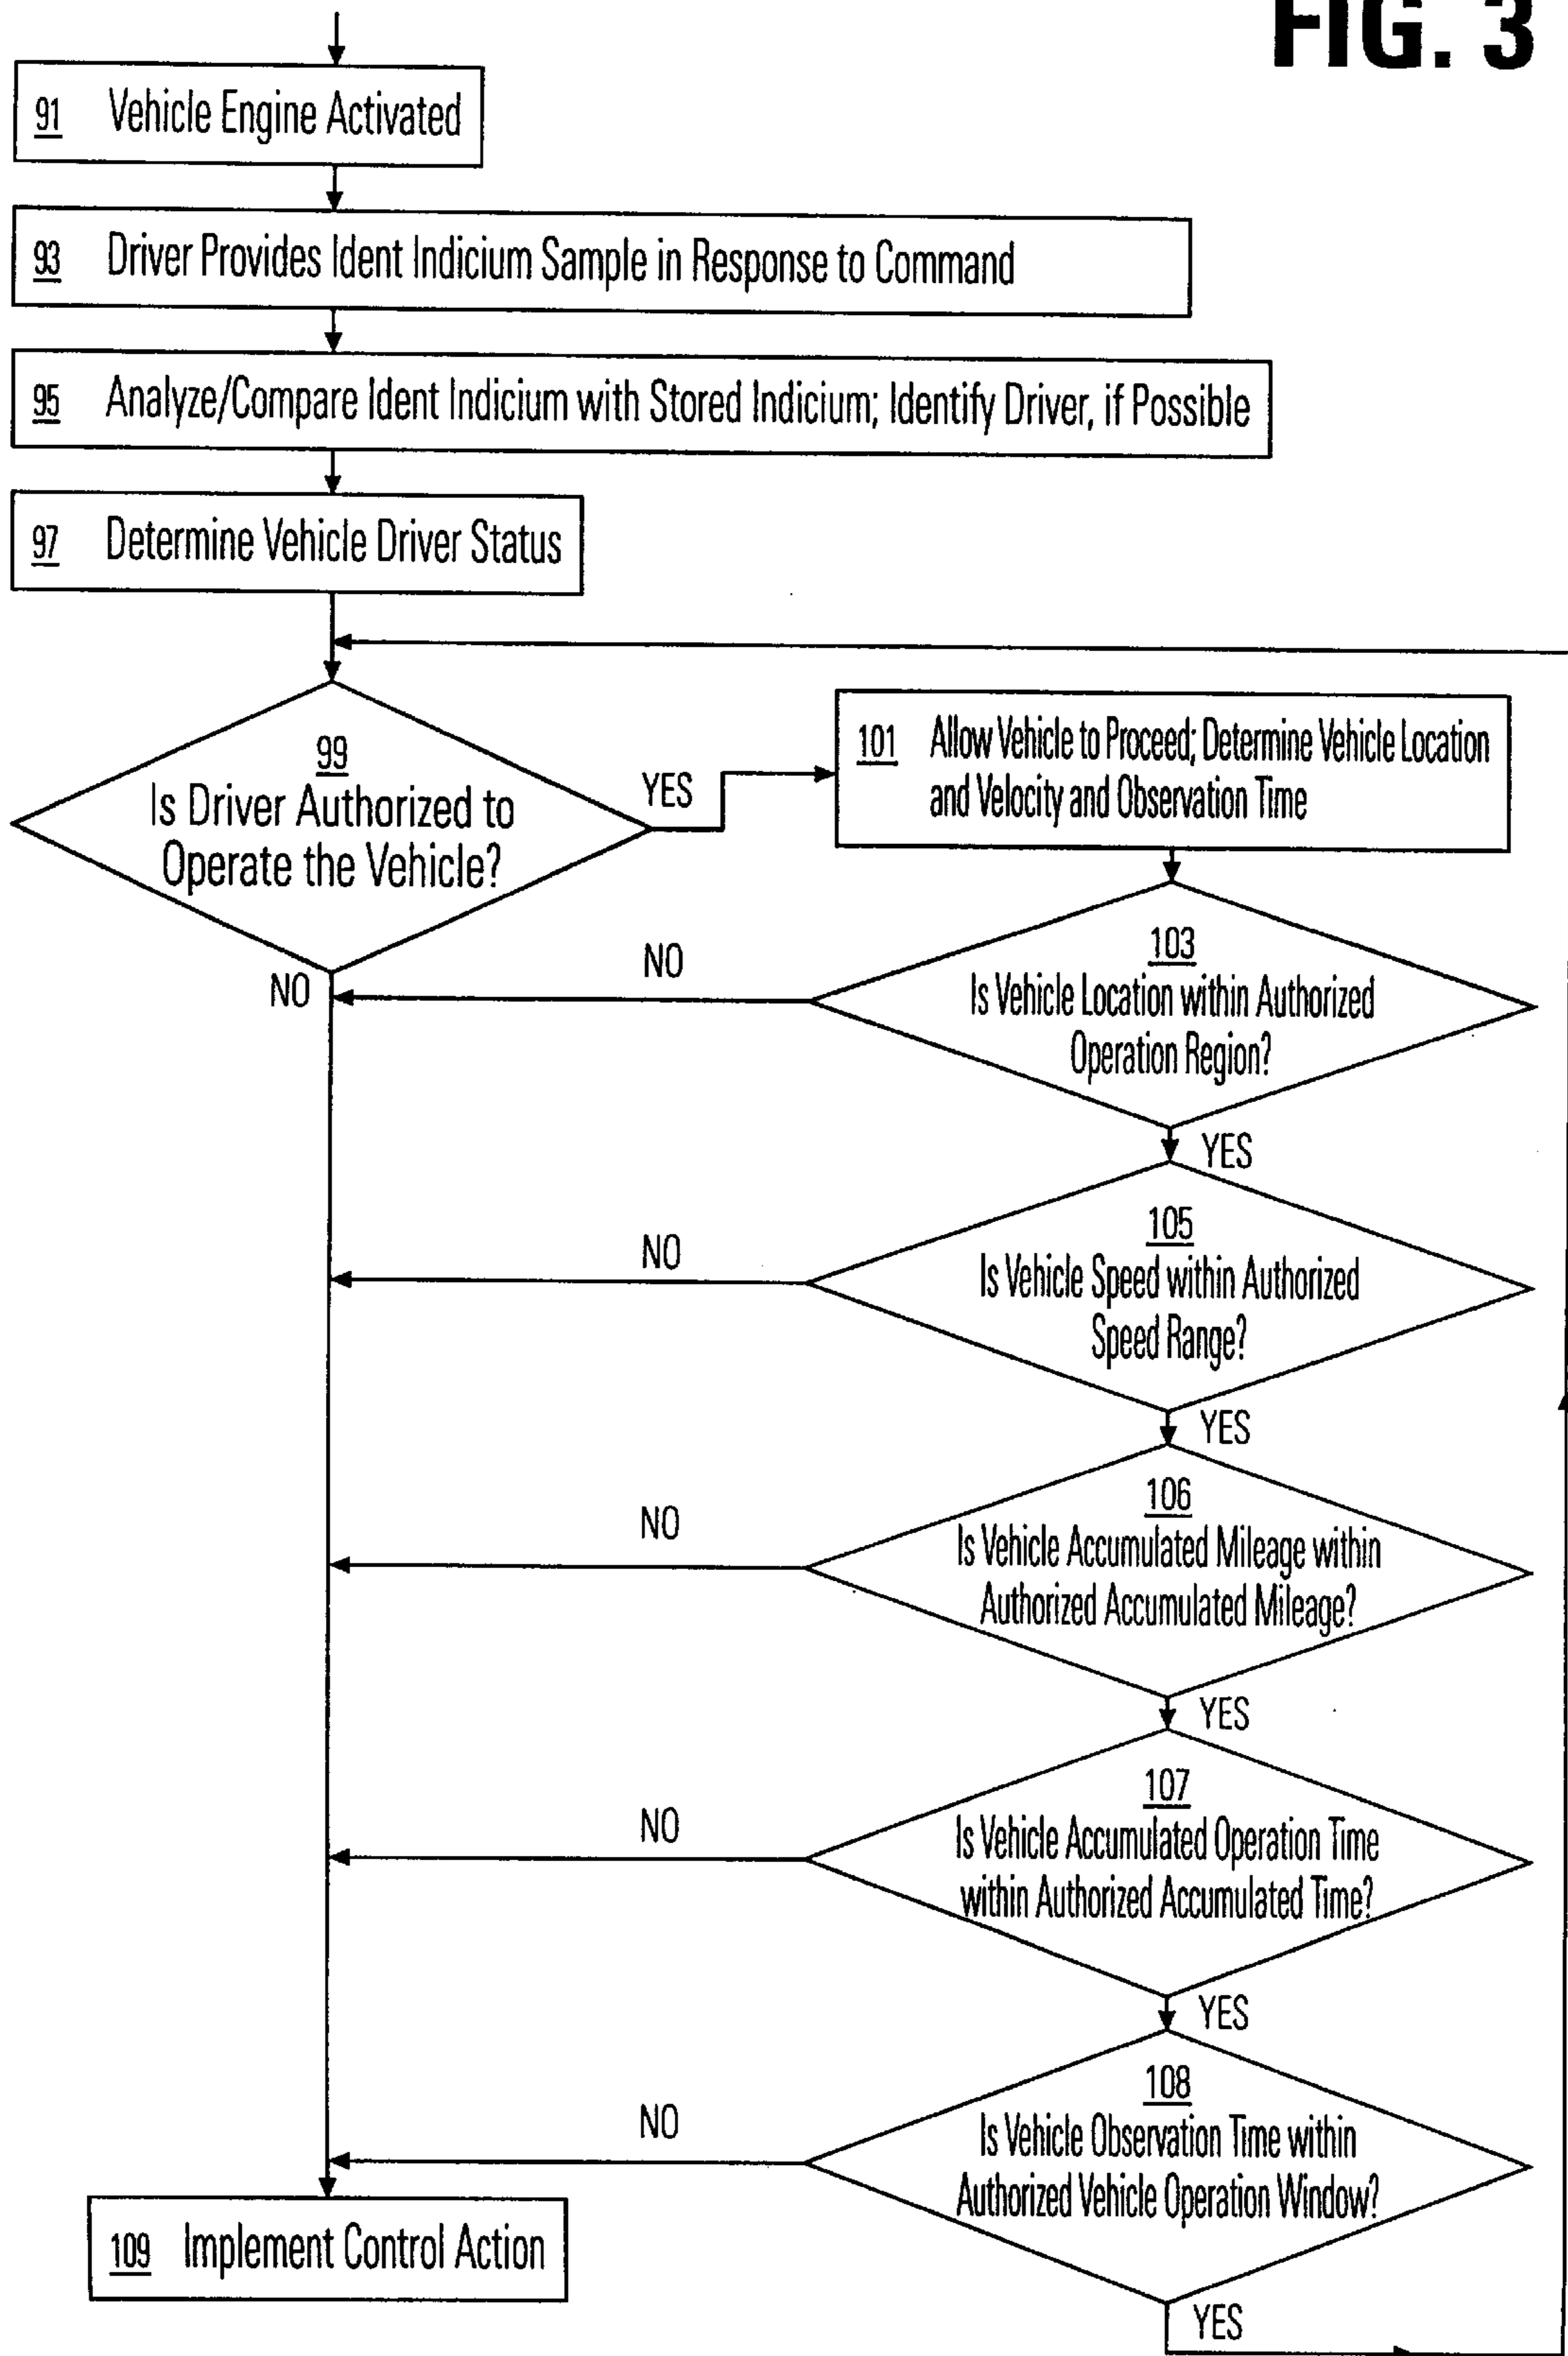 FIG. 3
91 Vehicle Engine Activated
93 Driver Provides Ident Indicium Sample in Response to Command
95 Analyze/Compare Ident Indicium with Stored Indicium; Identify Driver, if Possible
97 Determine Vehicle Driver Status
99
Is Driver Authorized to
Operate the Vehicle?
YES
NO
101 Allow Vehicle to Proceed; Determine Vehicle Location
and Velocity and Observation Time
103
Is Vehicle Location within Authorized
Operation Region?
NO
YES
105
Is Vehicle Speed within Authorized
Speed Range?
NO
YES
106
Is Vehicle Accumulated Mileage within
Authorized Accumulated Mileage?
NO
YES
107
Is Vehicle Accumulated Operation Time
within Authorized Accumulated Time?
NO
YES
108
Is Vehicle Observation Time within
Authorized Vehicle Operation Window?
NO
YES
109 Implement Control Action